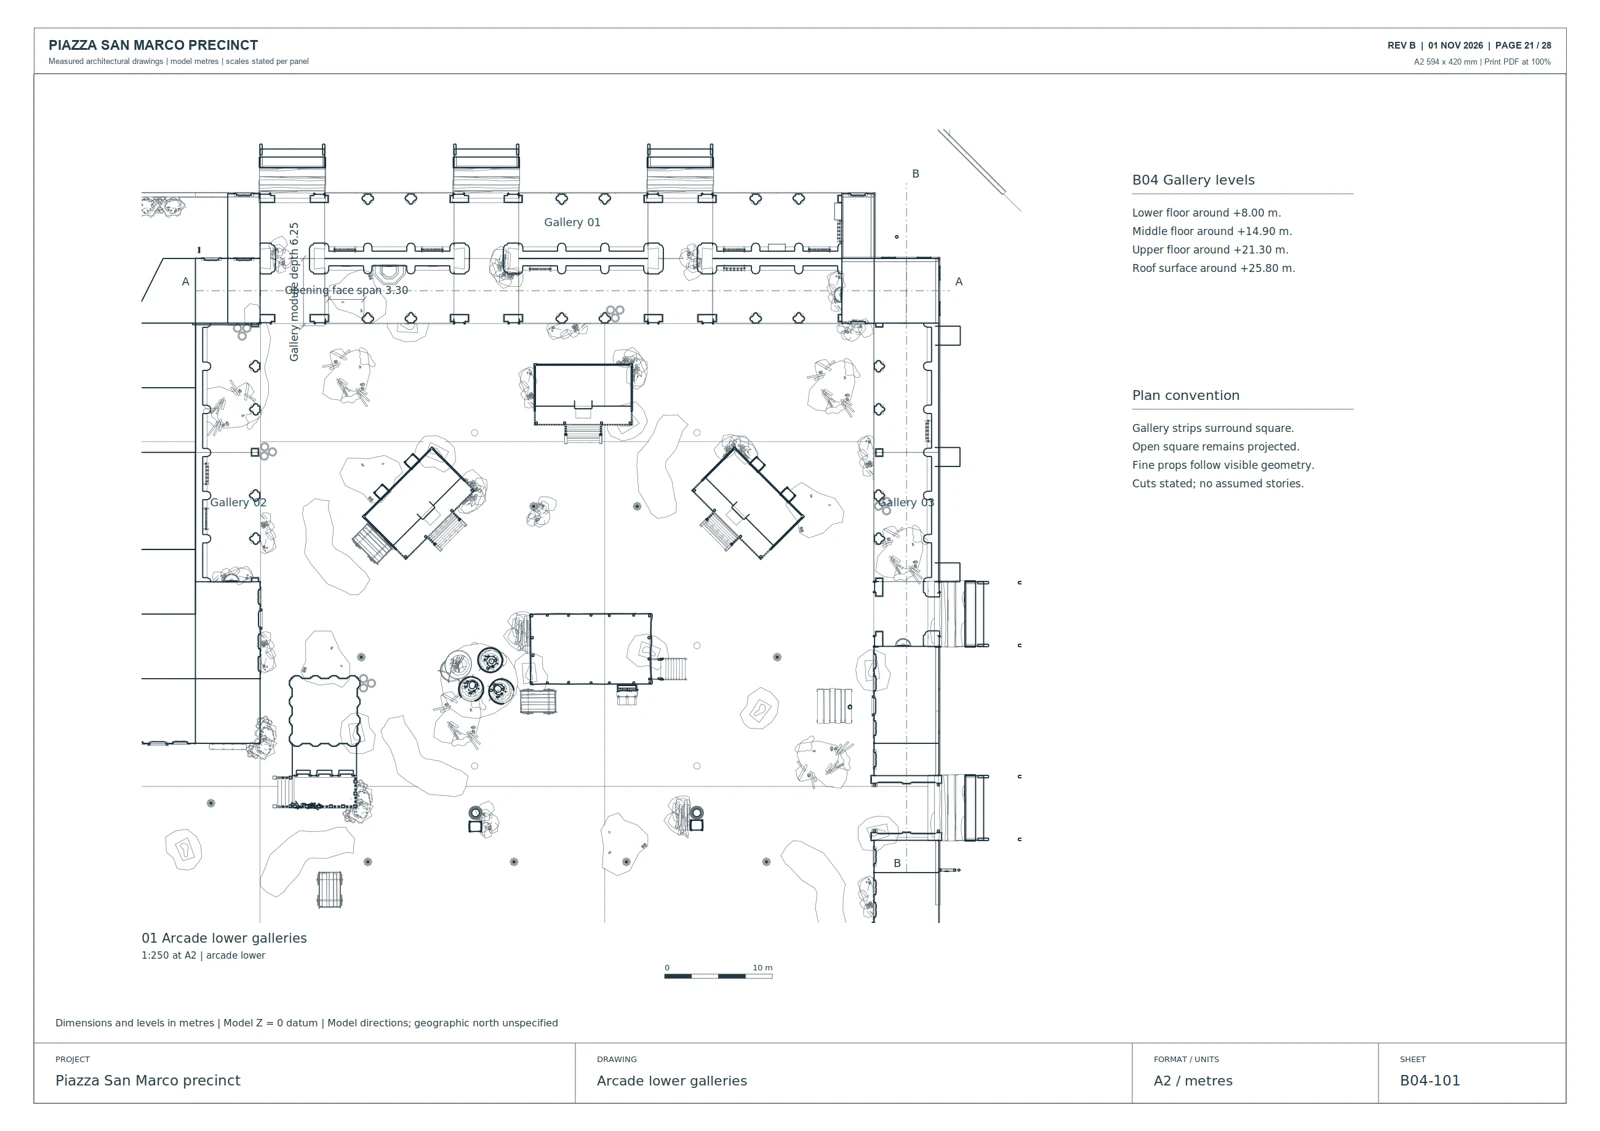 PIAZZA SAN MARCO PRECINCT
Measured architectural drawings | model metres | scales stated per panel
REV B | 01 NOV 2026 | PAGE 21 / 28
A2 594 x 420 mm | Print PDF at 100%
B
Gallery 01
A
A
Gallery module depth 6.25
Opening face span 3.30
Gallery 02
Gallery 03
B
B04 Gallery levels
Lower floor around +8.00 m.
Middle floor around +14.90 m.
Upper floor around +21.30 m.
Roof surface around +25.80 m.
Plan convention
Gallery strips surround square.
Open square remains projected.
Fine props follow visible geometry.
Cuts stated; no assumed stories.
01 Arcade lower galleries
1:250 at A2 | arcade lower
0 10 m
Dimensions and levels in metres | Model Z = 0 datum | Model directions; geographic north unspecified
PROJECT
Piazza San Marco precinct
DRAWING
Arcade lower galleries
FORMAT / UNITS
A2 / metres
SHEET
B04-101